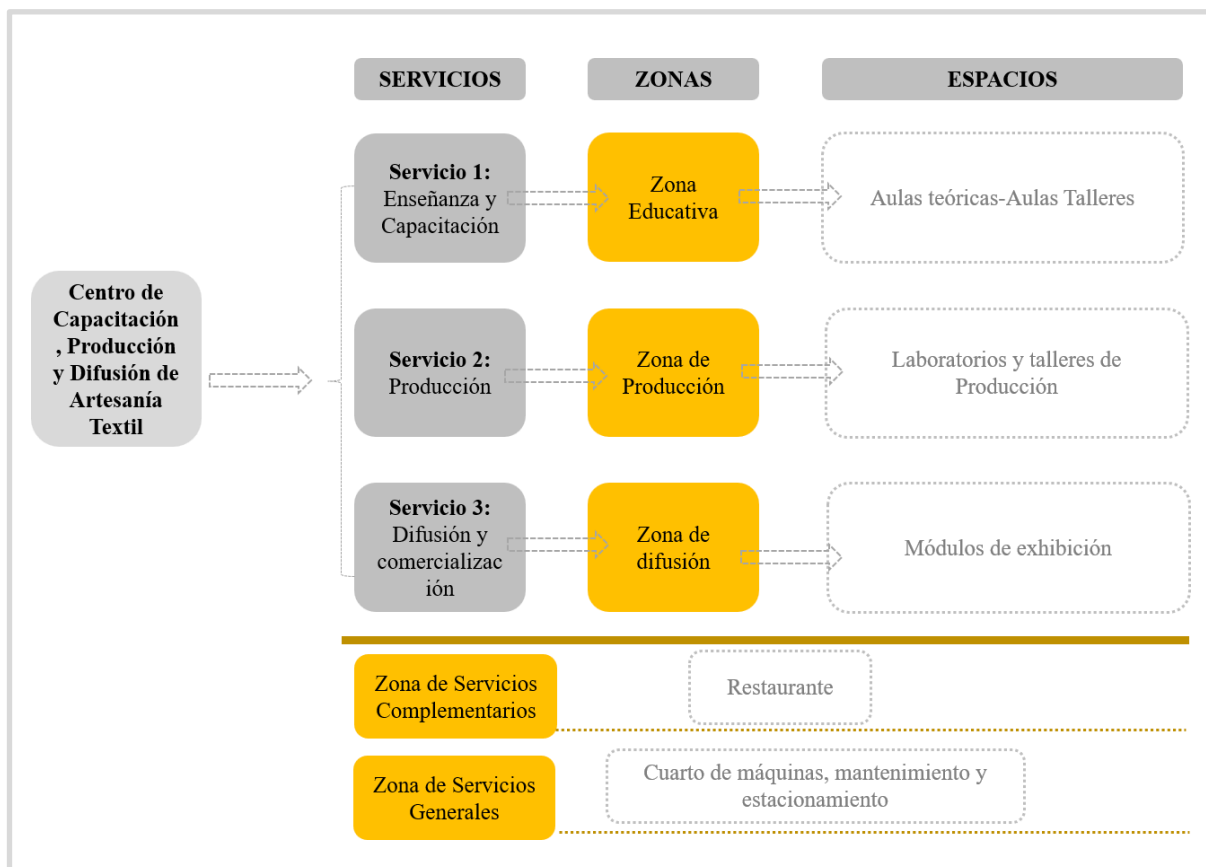 SERVICIOS
ZONAS
ESPACIOS
Centro de
Capacitación
, Producción
y Difusión de
Artesanía
Textil
Servicio 1:
Enseñanza y
Capacitación
Zona
Educativa
Aulas teóricas-Aulas Talleres
Servicio 2:
Producción
Zona de
Producción
Laboratorios y talleres de
Producción
Servicio 3:
Difusión y
comercializac
ión
Zona de
difusión
Módulos de exhibición
Zona de Servicios
Complementarios
Restaurante
Zona de Servicios
Generales
Cuarto de máquinas, mantenimiento y
estacionamiento